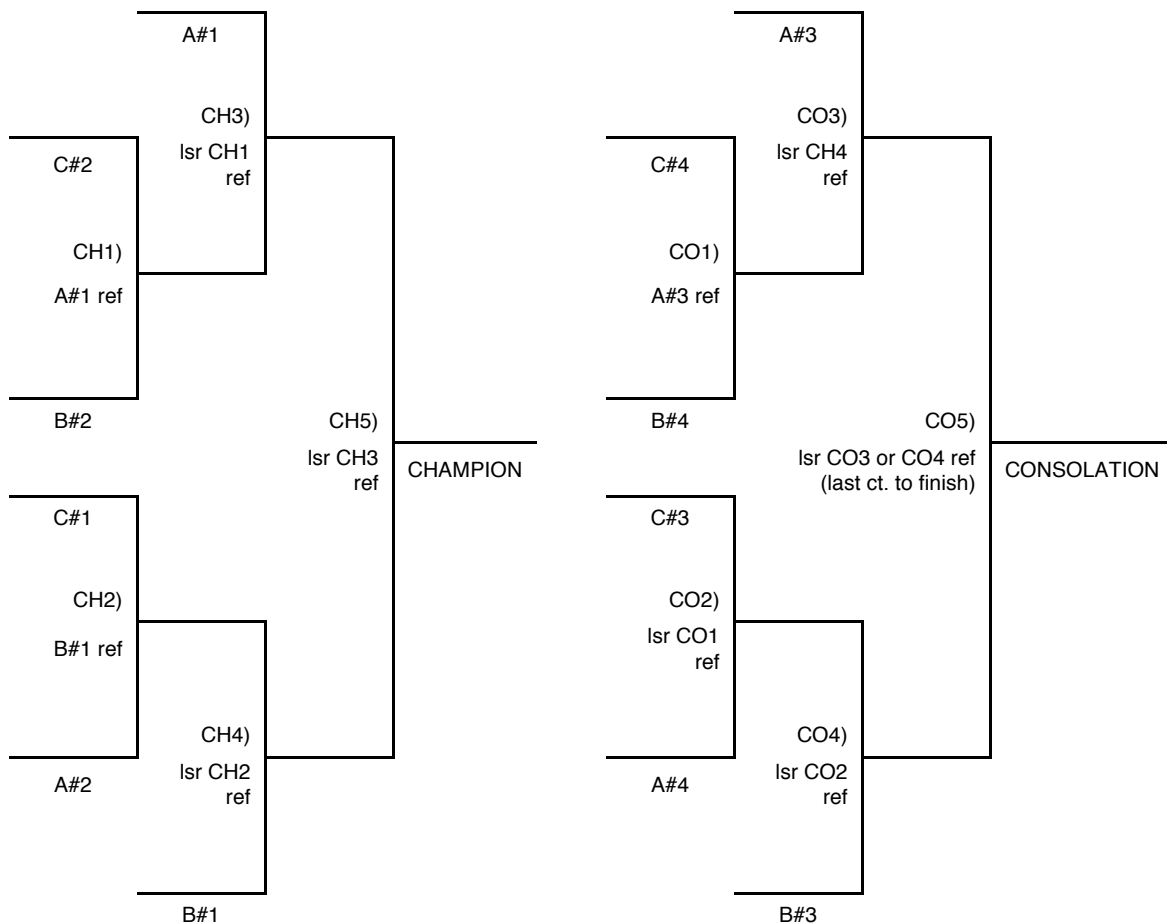 A#1
CH3)
lsr CH1
ref
C#2
CH1)
A#1 ref
B#2
CH5)
lsr CH3
ref
CHAMPION
C#1
CH2)
B#1 ref
A#2
CH4)
lsr CH2
ref
B#1
A#3
CO3)
lsr CH4
ref
C#4
CO1)
A#3 ref
B#4
CO5)
lsr CO3 or CO4 ref
(last ct. to finish)
CONSOLATION
C#3
CO2)
lsr CO1
ref
A#4
CO4)
lsr CO2
ref
B#3